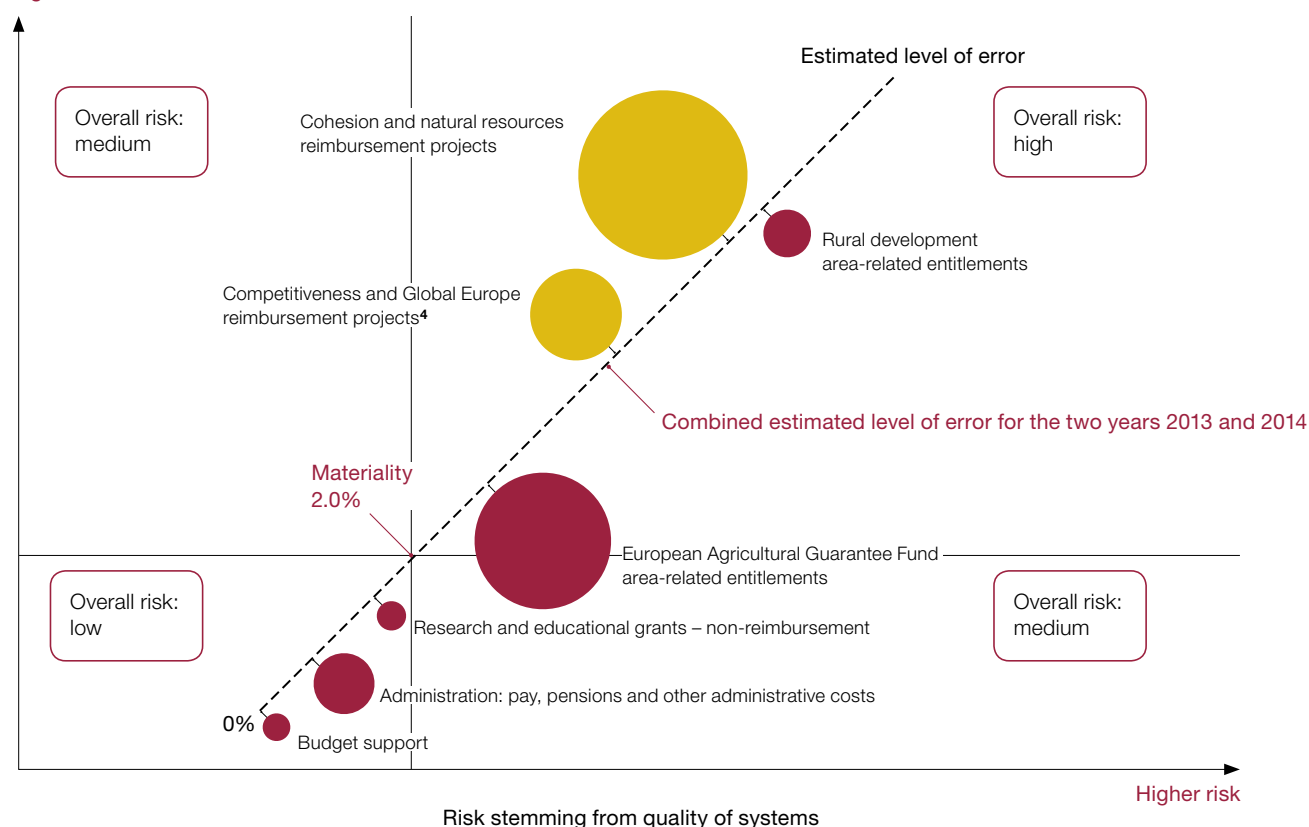 Estimated level of error
Overall risk:
medium
Overall risk:
high
Cohesion and natural resources
reimbursement projects
Rural development
area-related entitlements
Competitiveness and Global Europe
reimbursement projects4
Combined estimated level of error for the two years 2013 and 2014
Materiality
2.0%
European Agricultural Guarantee Fund
area-related entitlements
Overall risk:
low
Overall risk:
medium
Research and educational grants – non-reimbursement
Administration: pay, pensions and other administrative costs
0%
Budget support
Higher risk
Risk stemming from quality of systems